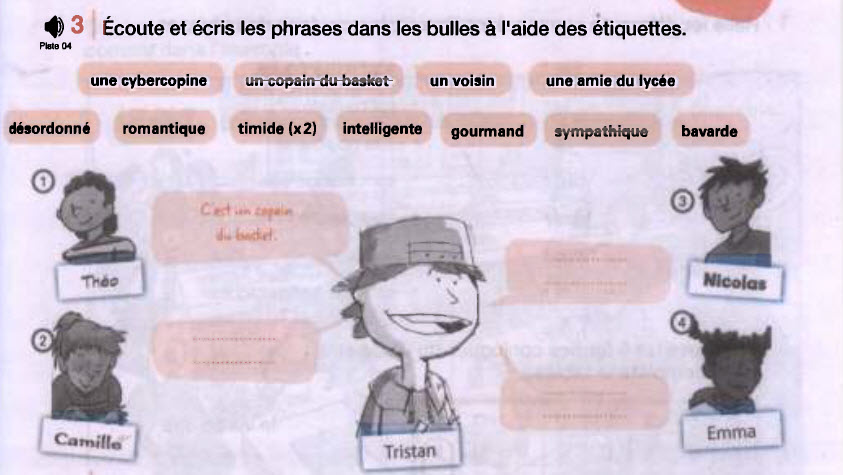 3 Écoute et écris les phrases dans les bulles à l'aide des étiquettes.
Piste 04
une cybercopine un copain du basket un voisin une amie du lycée
désordonné romantique timide (x 2) intelligente gourmand sympathique bavarde
1
C'est un copain
du basket.
Théo
3
Nicolas
2
Camille
4
Emma
Tristan